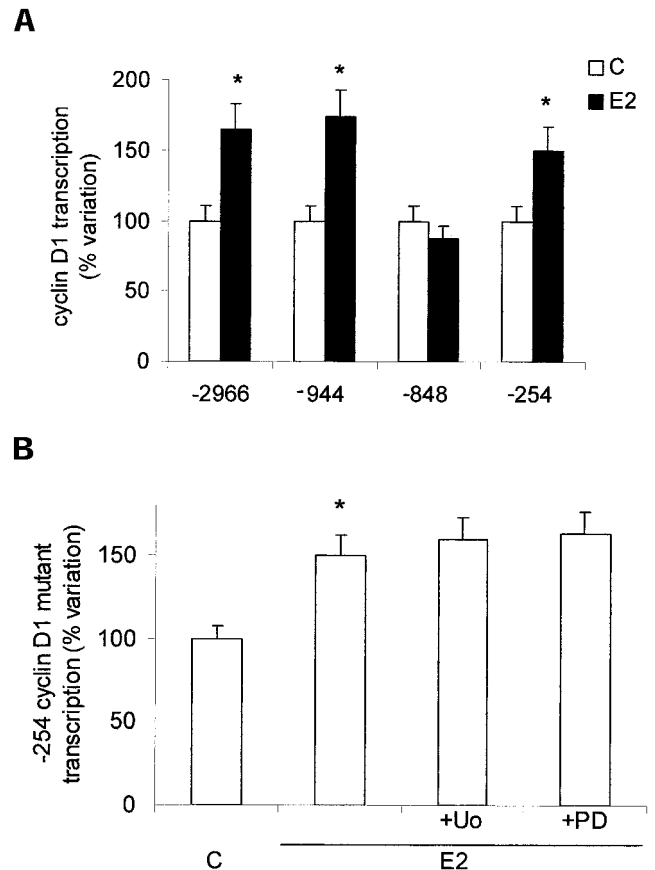 A
cyclin D1 transcription
(% variation)
200
150
100
50
0
* * *
C
E2
-2966 -944 -848 -254
B
-254 cyclin D1 mutant
transcription (% variation)
150
100
50
0
*
+Uo +PD
C E2